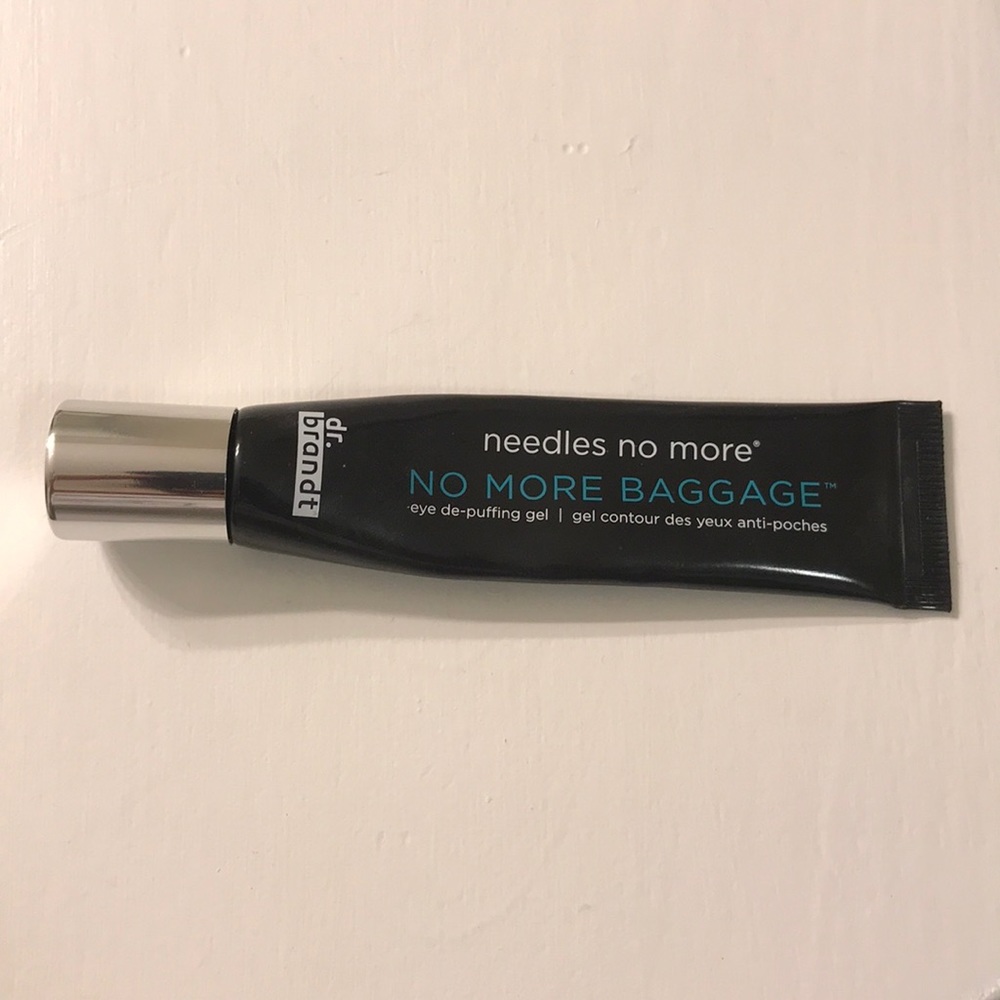 dr.
brandt
needles no more®
NO MORE BAGGAGE™
eye de-puffing gel | gel contour des yeux anti-poches